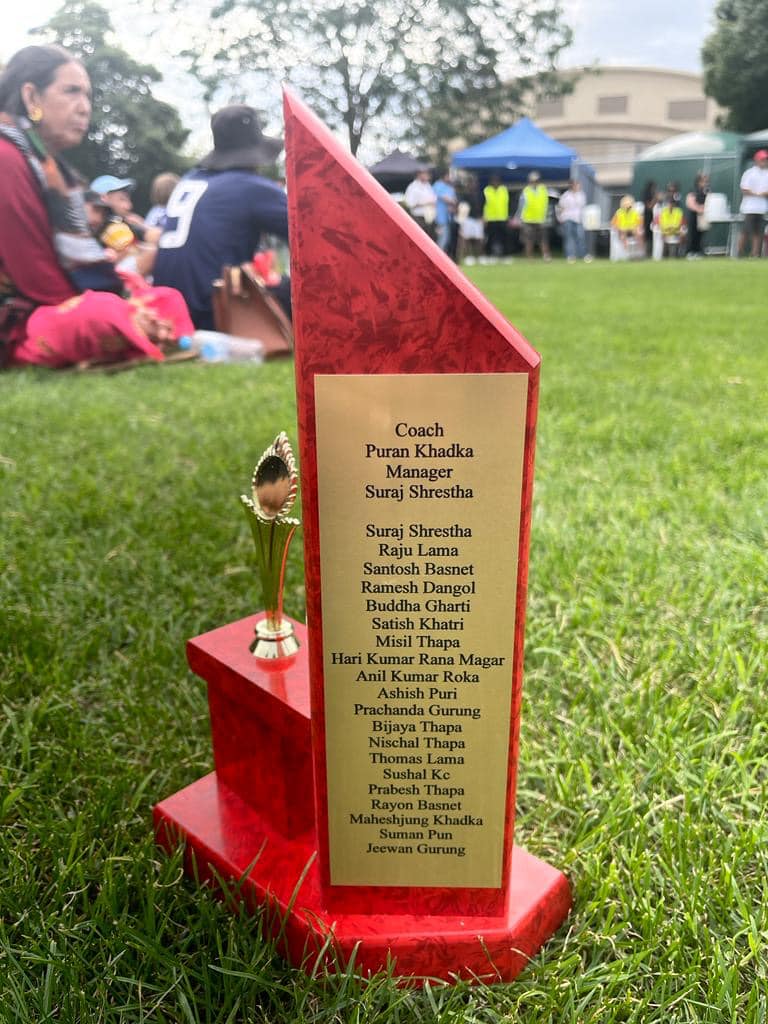 9
Coach
Puran Khadka
Manager
Suraj Shrestha
Suraj Shrestha
Raju Lama
Santosh Basnet
Ramesh Dangol
Buddha Gharti
Satish Khatri
Misil Thapa
Hari Kumar Rana Magar
Anil Kumar Roka
Ashish Puri
Prachanda Gurung
Bijaya Thapa
Nischal Thapa
Thomas Lama
Sushal Kc
Prabesh Thapa
Rayon Basnet
Maheshjung Khadka
Suman Pun
Jeewan Gurung